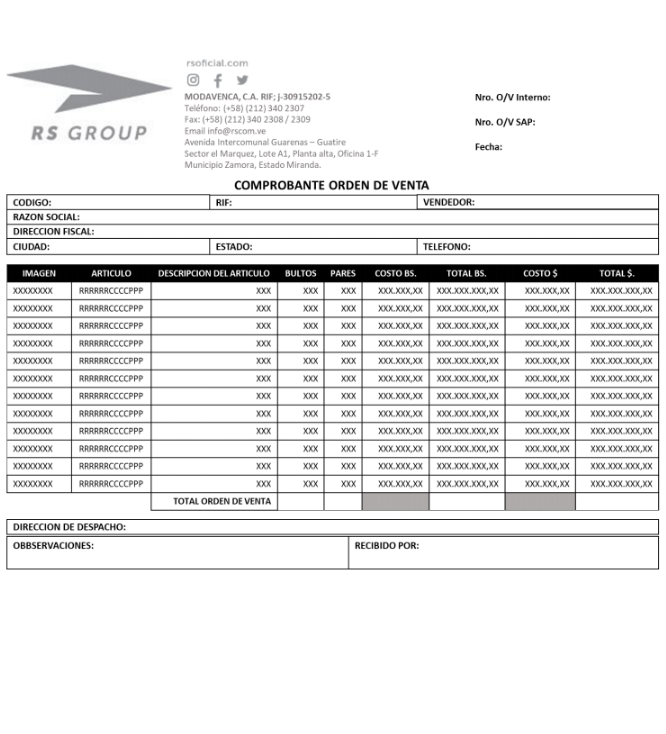 rsoficial.com
MODAVENCA, C.A. RIF; j-30915202-5
Teléfono: (+58) (212) 340 2307
Fax: (+58) (212) 340 2308 / 2309
Email info@rscom.ve
Avenida Intercomunal Guarenas – Guatire
Sector el Marquez, Lote A1, Planta alta, Oficina 1-F
Municipio Zamora, Estado Miranda.
RS GROUP
Nro. O/V Interno:
Nro. O/V SAP:
Fecha:
COMPROBANTE ORDEN DE VENTA
CODIGO: RIF: VENDEDOR:
RAZON SOCIAL:
DIRECCION FISCAL:
CIUDAD: ESTADO: TELEFONO:
IMAGEN ARTICULO DESCRIPCION DEL ARTICULO BULTOS PARES COSTO BS. TOTAL BS. COSTO $ TOTAL $.
XXXXXXXX RRRRRRCCCCPPP XXX XXX XXX XXX.XXX,XX XXX.XXX.XXX,XX XXX.XXX,XX XXX.XXX.XXX,XX
XXXXXXXX RRRRRRCCCCPPP XXX XXX XXX XXX.XXX,XX XXX.XXX.XXX,XX XXX.XXX,XX XXX.XXX.XXX,XX
XXXXXXXX RRRRRRCCCCPPP XXX XXX XXX XXX.XXX,XX XXX.XXX.XXX,XX XXX.XXX,XX XXX.XXX.XXX,XX
XXXXXXXX RRRRRRCCCCPPP XXX XXX XXX XXX.XXX,XX XXX.XXX.XXX,XX XXX.XXX,XX XXX.XXX.XXX,XX
XXXXXXXX RRRRRRCCCCPPP XXX XXX XXX XXX.XXX,XX XXX.XXX.XXX,XX XXX.XXX,XX XXX.XXX.XXX,XX
XXXXXXXX RRRRRRCCCCPPP XXX XXX XXX XXX.XXX,XX XXX.XXX.XXX,XX XXX.XXX,XX XXX.XXX.XXX,XX
XXXXXXXX RRRRRRCCCCPPP XXX XXX XXX XXX.XXX,XX XXX.XXX.XXX,XX XXX.XXX,XX XXX.XXX.XXX,XX
XXXXXXXX RRRRRRCCCCPPP XXX XXX XXX XXX.XXX,XX XXX.XXX.XXX,XX XXX.XXX,XX XXX.XXX.XXX,XX
XXXXXXXX RRRRRRCCCCPPP XXX XXX XXX XXX.XXX,XX XXX.XXX.XXX,XX XXX.XXX,XX XXX.XXX.XXX,XX
XXXXXXXX RRRRRRCCCCPPP XXX XXX XXX XXX.XXX,XX XXX.XXX.XXX,XX XXX.XXX,XX XXX.XXX.XXX,XX
XXXXXXXX RRRRRRCCCCPPP XXX XXX XXX XXX.XXX,XX XXX.XXX.XXX,XX XXX.XXX,XX XXX.XXX.XXX,XX
XXXXXXXX RRRRRRCCCCPPP XXX XXX XXX XXX.XXX,XX XXX.XXX.XXX,XX XXX.XXX,XX XXX.XXX.XXX,XX
TOTAL ORDEN DE VENTA
DIRECCION DE DESPACHO:
OBBSERVACIONES: RECIBIDO POR: